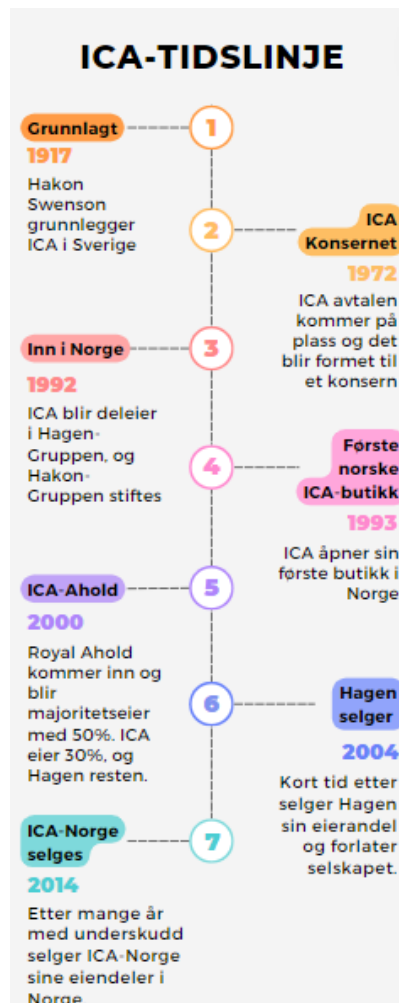 ICA-TIDSLINJE
Grunnlagt
1
1917
Hakon
Swenson
grunnlegger
ICA i Sverige
2
ICA
Konsernet
1972
ICA avtalen
kommer på
plass og det
blir formet til
et konsern
Inn i Norge
3
1992
ICA blir deleier
i Hagen-
Gruppen, og
Hakon-
Gruppen stiftes
4
Første
norske
ICA-butikk
1993
ICA åpner sin
første butikk i
Norge
ICA-Ahold
5
2000
Royal Ahold
kommer inn og
blir
majoritetseier
med 50%. ICA
eier 30%, og
Hagen resten.
6
Hagen
selger
2004
Kort tid etter
selger Hagen
sin eierandel
og forlater
selskapet.
ICA-Norge
selges
7
2014
Etter mange år
med underskudd
selger ICA-Norge
sine eiendeler i
Norge